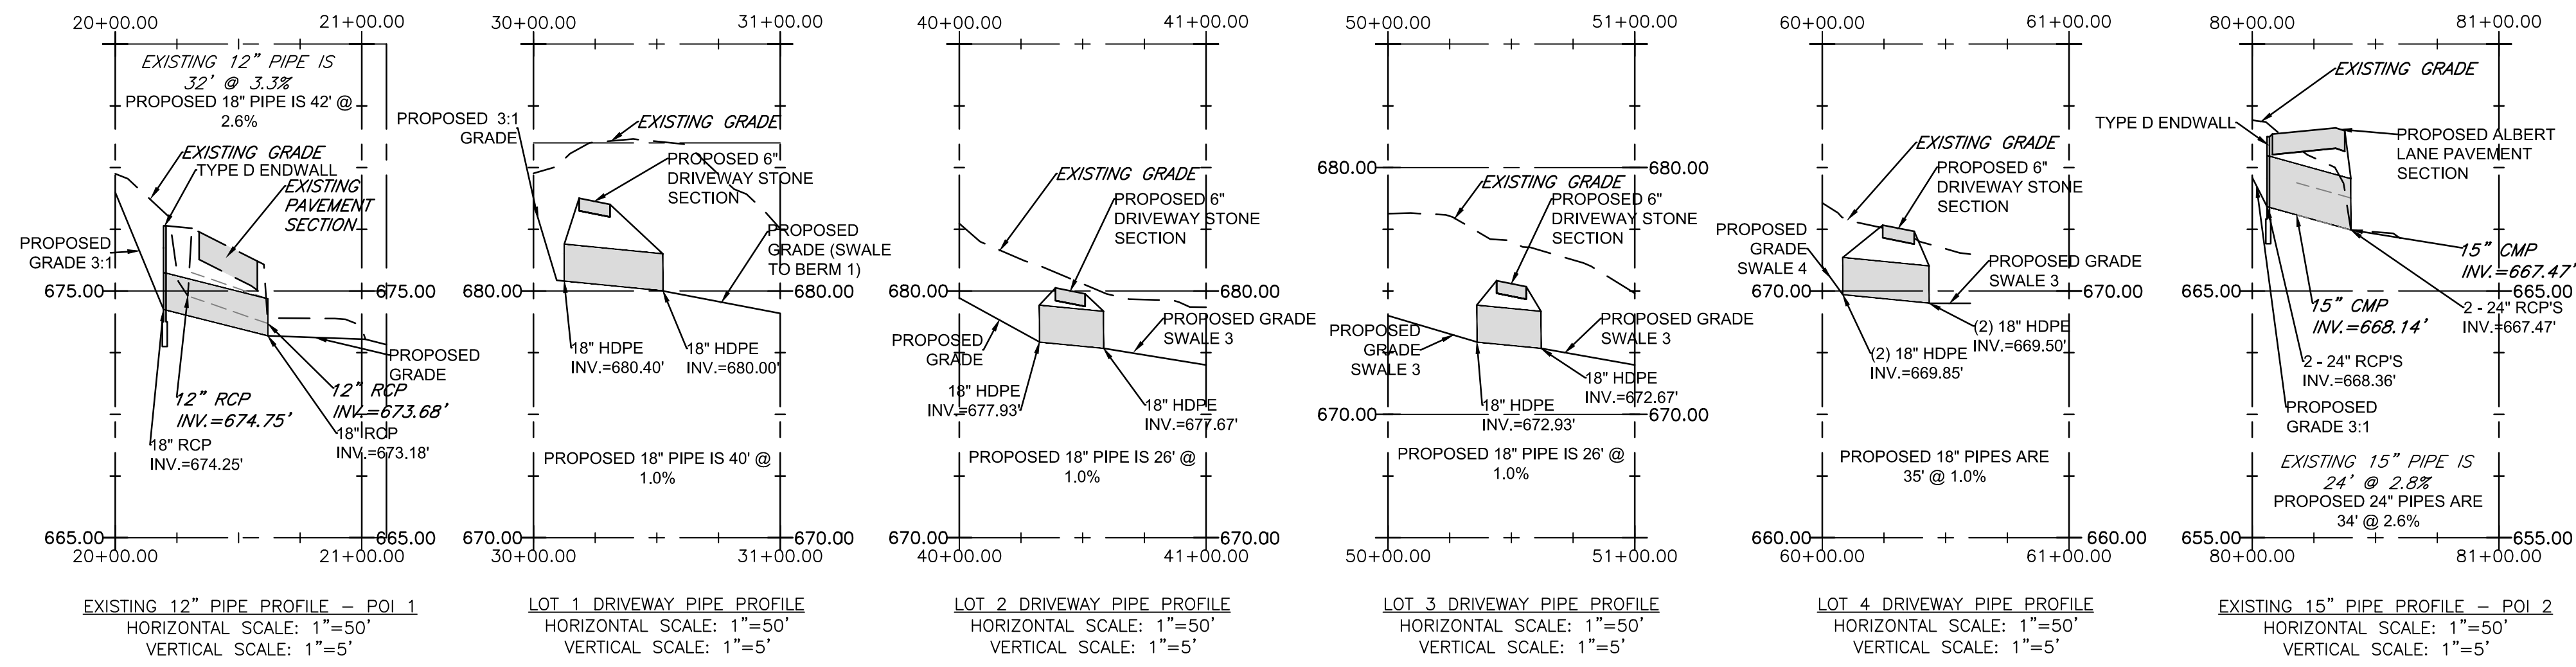 20+00.00
21+00.00
EXISTING 12" PIPE IS
32' @ 3.3%
PROPOSED 18" PIPE IS 42' @
2.6%
EXISTING GRADE
TYPE D ENDWALL
EXISTING
PAVEMENT
SECTION
PROPOSED
GRADE 3:1
675.00
675.00
PROPOSED
GRADE
12" RCP
INV.=674.75'
12" RCP
INV.=673.68'
18" RCP
INV.=674.25'
18" RCP
INV.=673.18'
665.00
665.00
20+00.00
21+00.00
EXISTING 12" PIPE PROFILE - POI 1
HORIZONTAL SCALE: 1"=50'
VERTICAL SCALE: 1"=5'
30+00.00
31+00.00
PROPOSED 3:1
GRADE
EXISTING GRADE
PROPOSED 6"
DRIVEWAY STONE
SECTION
PROPOSED
GRADE (SWALE
TO BERM 1)
680.00
680.00
18" HDPE
INV.=680.40'
18" HDPE
INV.=680.00'
PROPOSED 18" PIPE IS 40' @
1.0%
670.00
670.00
30+00.00
31+00.00
LOT 1 DRIVEWAY PIPE PROFILE
HORIZONTAL SCALE: 1"=50'
VERTICAL SCALE: 1"=5'
40+00.00
41+00.00
EXISTING GRADE
PROPOSED 6"
DRIVEWAY STONE
SECTION
680.00
680.00
PROPOSED
GRADE
PROPOSED GRADE
SWALE 3
18" HDPE
INV.=677.93'
18" HDPE
INV.=677.67'
PROPOSED 18" PIPE IS 26' @
1.0%
670.00
670.00
40+00.00
41+00.00
LOT 2 DRIVEWAY PIPE PROFILE
HORIZONTAL SCALE: 1"=50'
VERTICAL SCALE: 1"=5'
50+00.00
51+00.00
680.00
680.00
EXISTING GRADE
PROPOSED 6"
DRIVEWAY STONE
SECTION
PROPOSED
GRADE
SWALE 3
PROPOSED GRADE
SWALE 3
18" HDPE
INV.=672.67'
18" HDPE
INV.=672.93'
670.00
670.00
PROPOSED 18" PIPE IS 26' @
1.0%
50+00.00
51+00.00
LOT 3 DRIVEWAY PIPE PROFILE
HORIZONTAL SCALE: 1"=50'
VERTICAL SCALE: 1"=5'
60+00.00
61+00.00
EXISTING GRADE
PROPOSED 6"
DRIVEWAY STONE
SECTION
PROPOSED
GRADE
SWALE 4
PROPOSED GRADE
SWALE 3
670.00
670.00
(2) 18" HDPE
INV.=669.50'
(2) 18" HDPE
INV.=669.85'
PROPOSED 18" PIPES ARE
35' @ 1.0%
660.00
660.00
60+00.00
61+00.00
LOT 4 DRIVEWAY PIPE PROFILE
HORIZONTAL SCALE: 1"=50'
VERTICAL SCALE: 1"=5'
80+00.00
81+00.00
EXISTING GRADE
TYPE D ENDWALL
PROPOSED ALBERT
LANE PAVEMENT
SECTION
15" CMP
INV.=667.47'
665.00
665.00
15" CMP
INV.=668.14'
2 - 24" RCP'S
INV.=667.47'
2 - 24" RCP'S
INV.=668.36'
PROPOSED
GRADE 3:1
EXISTING 15" PIPE IS
24' @ 2.8%
PROPOSED 24" PIPES ARE
34' @ 2.6%
655.00
655.00
80+00.00
81+00.00
EXISTING 15" PIPE PROFILE - POI 2
HORIZONTAL SCALE: 1"=50'
VERTICAL SCALE: 1"=5'